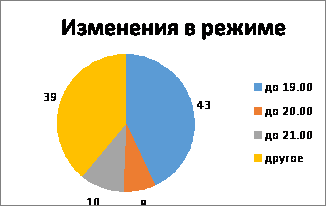 Изменения в режиме
39
43
10
8
до 19.00
до 20.00
до 21.00
другое